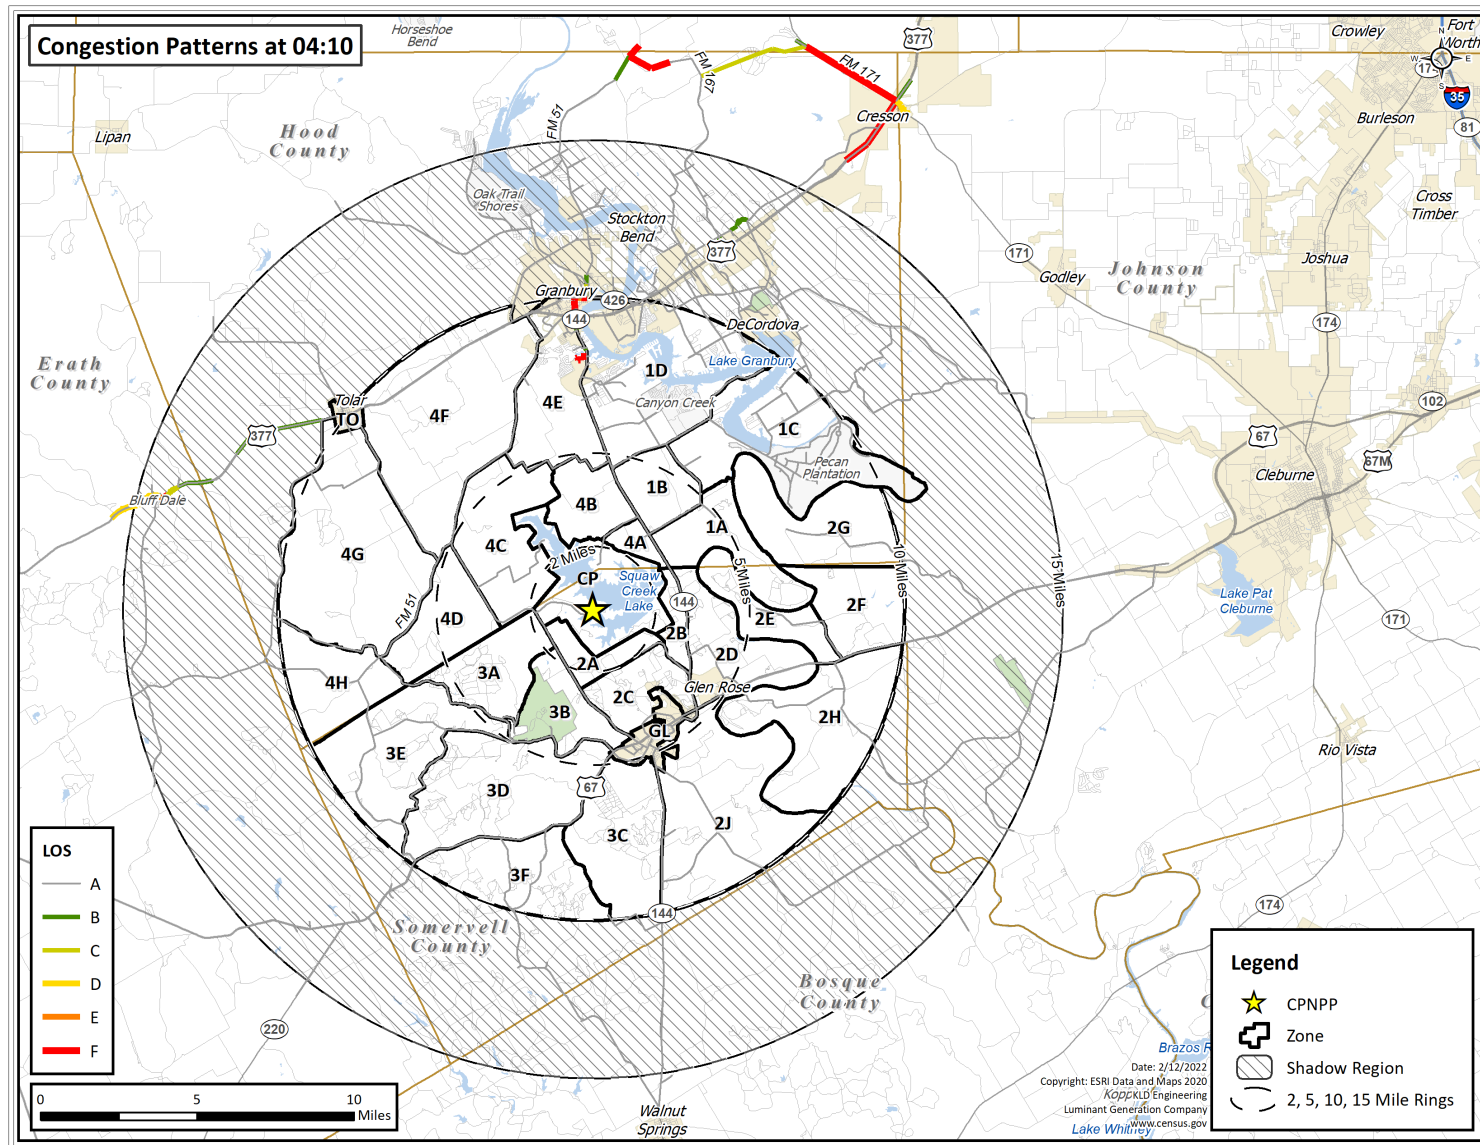 Congestion Patterns at 04:10
Horseshoe
Bend
377
Crowley
Fort
Worth
N
W
E
S
35
81
Burleson
FM 167
FM 171
FM 51
Cresson
Lipan
Hood
County
Oak Trail
Shores
Stockton
Bend
377
Cross
Timber
171
Godley
Johnson
County
Joshua
174
Granbury
426
144
DeCordova
Lake Granbury
Erath
County
1D
Canyon Creek
4E
4F
Tolar
TO
377
1C
Pecan
Plantation
102
67
67M
Cleburne
Bluff Dale
4B
1B
1A
2G
4G
4C
4A
2 Miles
CP
Squaw
Creek
Lake
5 Miles
10 Miles
15 Miles
Lake Pat
Cleburne
171
FM 51
4D
144
2E
2F
2B
2D
2A
3A
4H
2C
Glen Rose
3B
2H
GL
3E
Rio Vista
67
3D
2J
3C
3F
144
174
Somervell
County
Bosque
County
220
Walnut
Springs
LOS
A
B
C
D
E
F
0
5
10
Miles
Legend
CPNPP
Zone
Shadow Region
2, 5, 10, 15 Mile Rings
Brazos R
Date: 2/12/2022
Copyright: ESRI Data and Maps 2020
KLD Engineering
Luminant Generation Company
www.census.gov
Lake Whitney